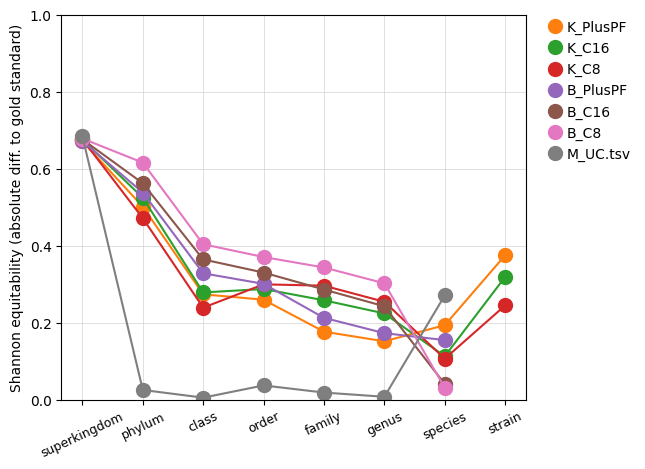 Shannon equitability (absolute diff. to gold standard)
1.0
0.8
0.6
0.4
0.2
0.0
superkingdom
phylum
class
order
family
genus
species
strain
K_PlusPF
K_C16
K_C8
B_PlusPF
B_C16
B_C8
M_UC.tsv